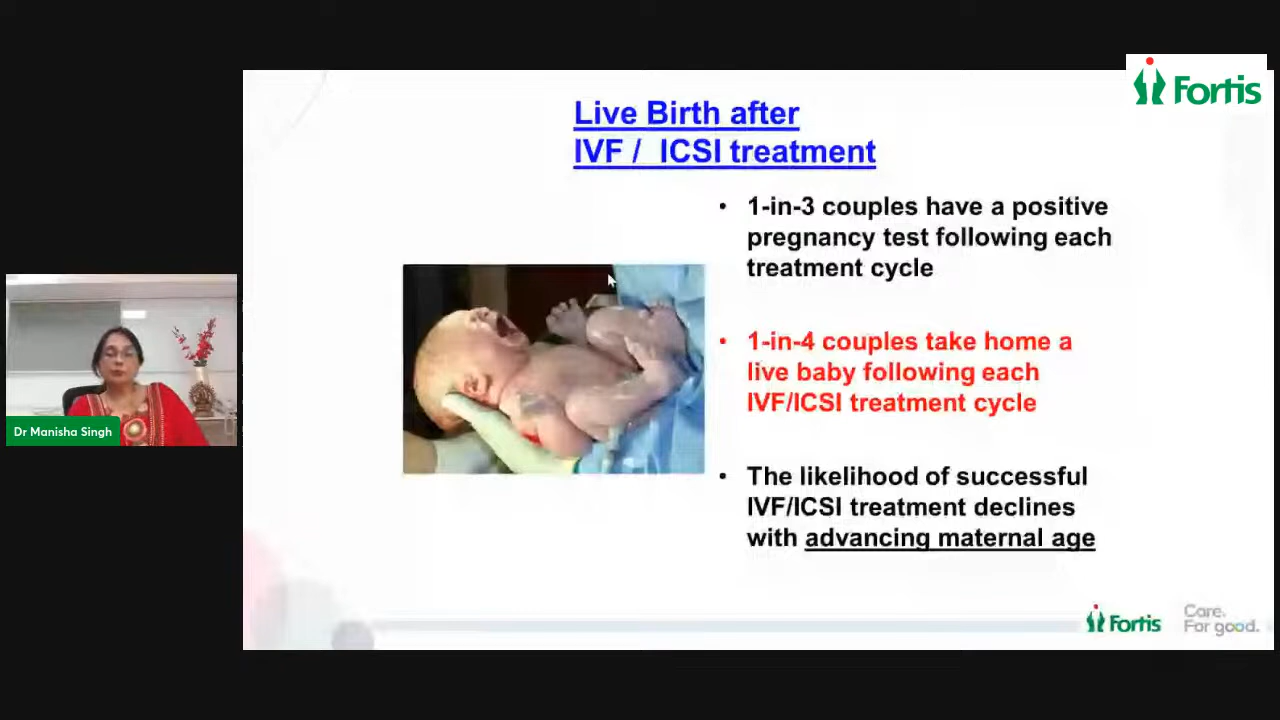 Fortis
Live Birth after
IVF / ICSI treatment
• 1-in-3 couples have a positive
pregnancy test following each
treatment cycle
• 1-in-4 couples take home a
live baby following each
IVF/ICSI treatment cycle
• The likelihood of successful
IVF/ICSI treatment declines
with advancing maternal age
Dr Manisha Singh
Fortis
Care.
For good.